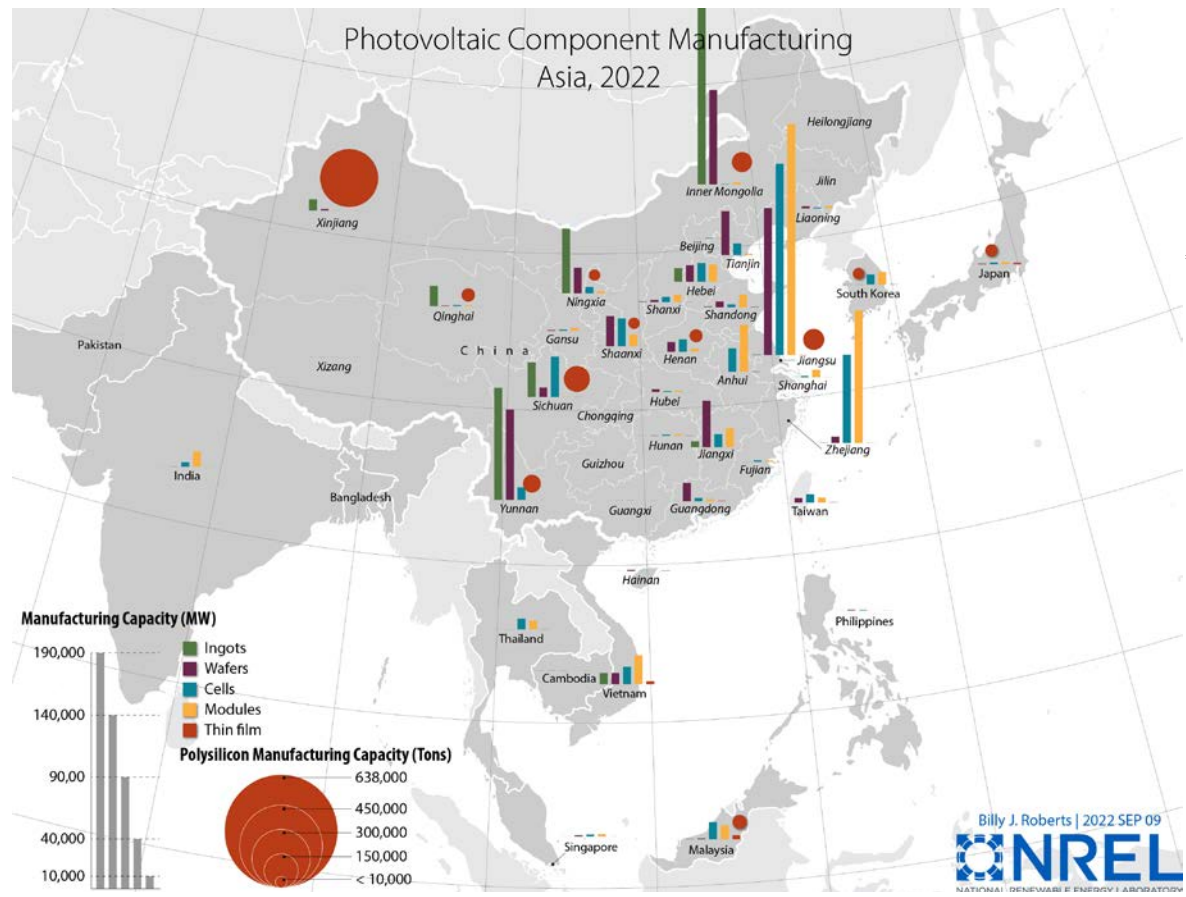 Photovoltaic Component Manufacturing
Asia, 2022
Heilongjiang
Inner Mongolia
Jilin
Xinjiang
Liaoning
Beijing
Tianjin
Japan
Hebei
South Korea
Ningxia
Shanxi
Qinghai
Shandong
Gansu
Pakistan
China
Shaanxi
Henan
Jiangsu
Xizang
Anhui
Shanghai
Sichuan
Hubei
Chongqing
Hunan
Jiangxi
Zhejiang
Guizhou
Fujian
India
Bangladesh
Yunnan
Guangxi
Guangdong
Taiwan
Hainan
Philippines
Thailand
Cambodia
Vietnam
Manufacturing Capacity (MW)
190,000
140,000
90,00
40,000
10,000
Ingots
Wafers
Cells
Modules
Thin film
Polysilicon Manufacturing Capacity (Tons)
638,000
450,000
300,000
150,000
< 10,000
Singapore
Malaysia
Billy J. Roberts | 2022 SEP 09
NREL
NATIONAL RENEWABLE ENERGY LABORATORY